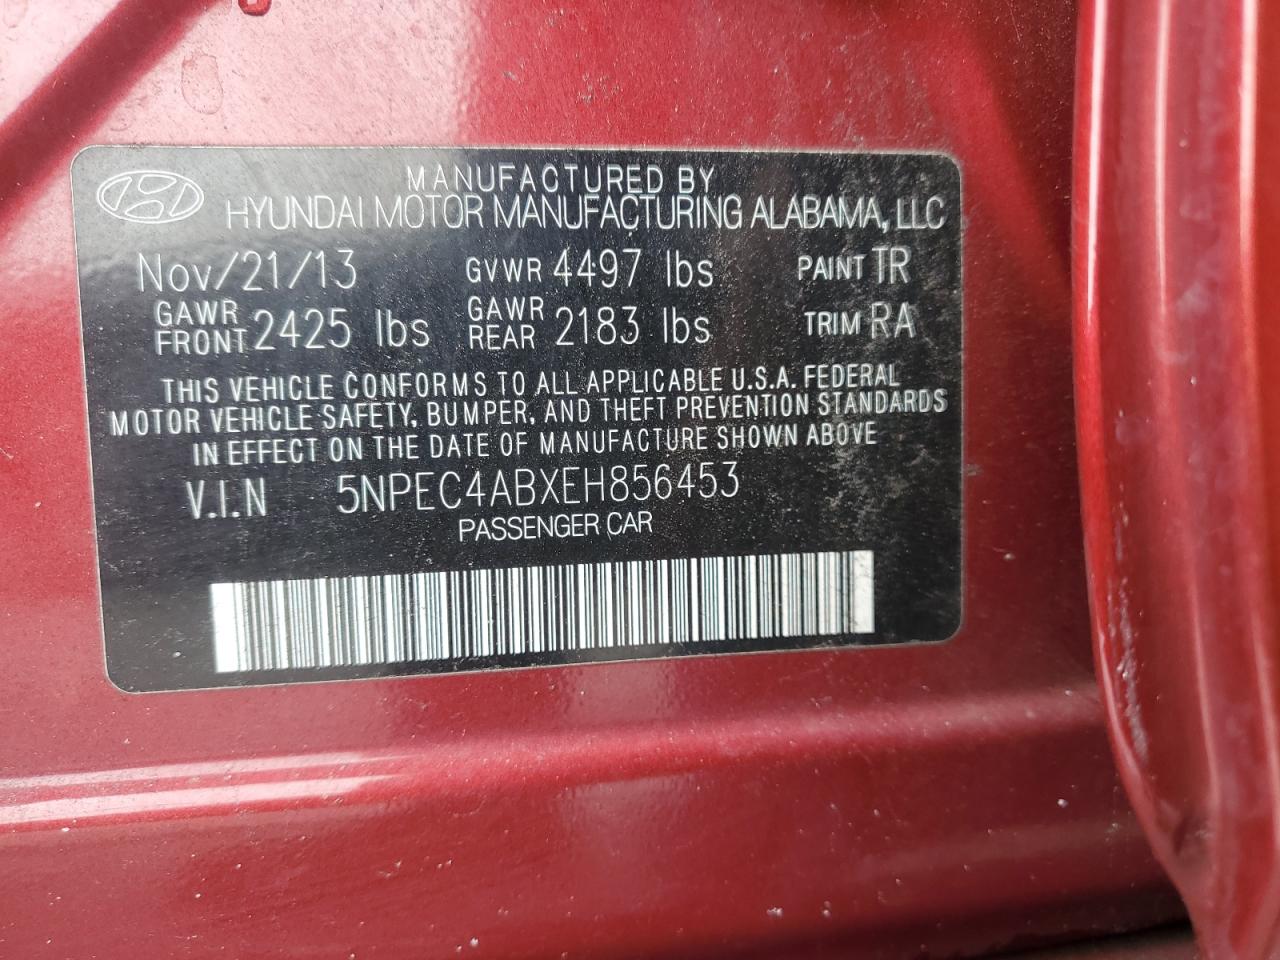 MANUFACTURED BY
HYUNDAI MOTOR MANUFACTURING ALABAMA, LLC
Nov/21/13 GVWR 4497 lbs PAINT TR
GAWR FRONT 2425 lbs GAWR REAR 2183 lbs TRIM RA
THIS VEHICLE CONFORMS TO ALL APPLICABLE U.S.A. FEDERAL
MOTOR VEHICLE SAFETY, BUMPER, AND THEFT PREVENTION STANDARDS
IN EFFECT ON THE DATE OF MANUFACTURE SHOWN ABOVE
V.I.N 5NPEC4ABXEH856453
PASSENGER CAR